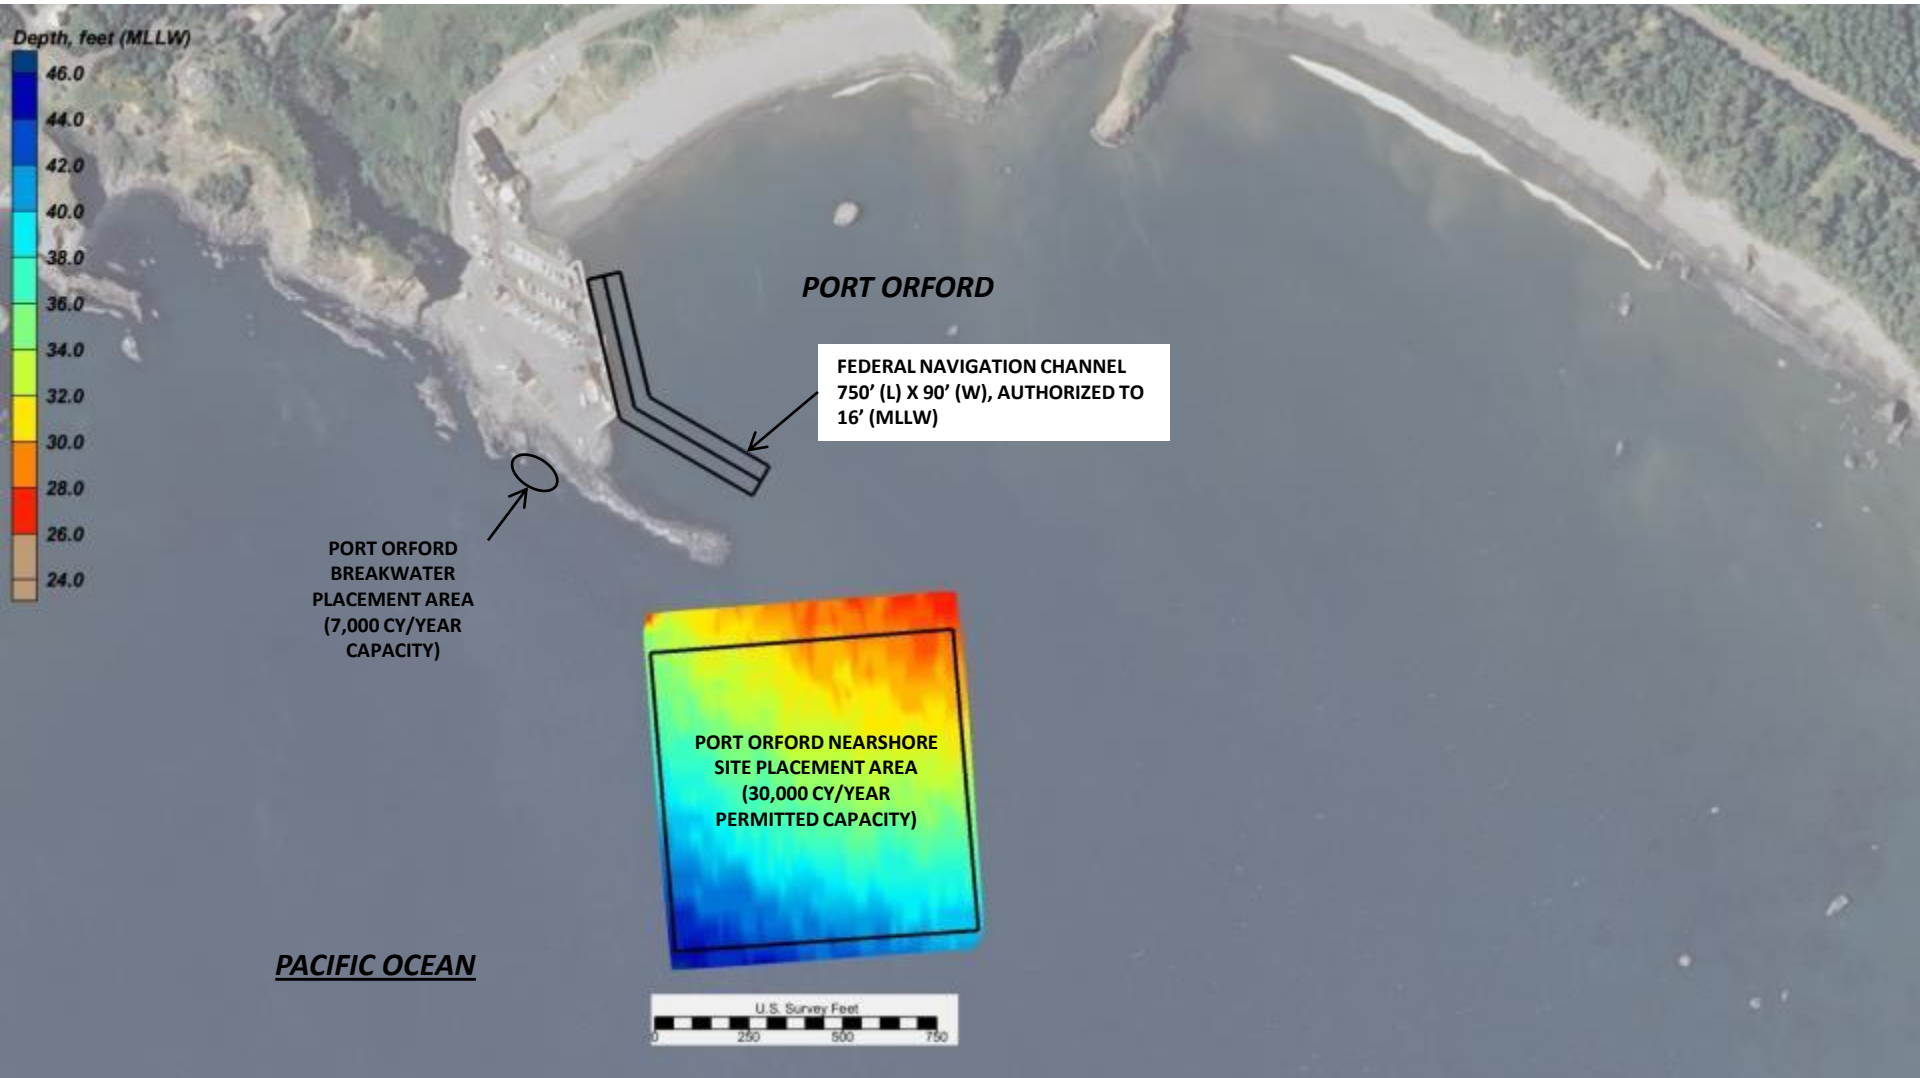 Depth, feet (MLLW)
46.0
44.0
42.0
40.0
38.0
36.0
34.0
32.0
30.0
28.0
26.0
24.0
PORT ORFORD
FEDERAL NAVIGATION CHANNEL
750’ (L) X 90’ (W), AUTHORIZED TO
16’ (MLLW)
PORT ORFORD
BREAKWATER
PLACEMENT AREA
(7,000 CY/YEAR
CAPACITY)
PORT ORFORD NEARSHORE
SITE PLACEMENT AREA
(30,000 CY/YEAR
PERMITTED CAPACITY)
PACIFIC OCEAN
U.S. Survey Feet
0 250 500 750